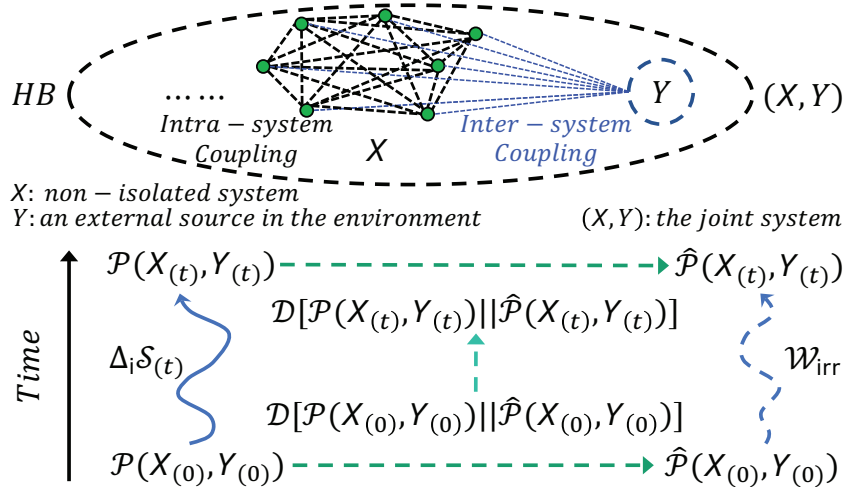 HB
Y
(X, Y)
... ...
Intra − system
Coupling
X
Inter − system
Coupling
X: non − isolated system
Y: an external source in the environment
(X, Y): the joint system
𝒫(X₍ₜ₎, Y₍ₜ₎)
𝒫̂(X₍ₜ₎, Y₍ₜ₎)
𝒟[𝒫(X₍ₜ₎, Y₍ₜ₎)||𝒫̂(X₍ₜ₎, Y₍ₜ₎)]
Time
Δᵢ𝒮₍ₜ₎
𝒲irr
𝒟[𝒫(X₍₀₎, Y₍₀₎)||𝒫̂(X₍₀₎, Y₍₀₎)]
𝒫(X₍₀₎, Y₍₀₎)
𝒫̂(X₍₀₎, Y₍₀₎)